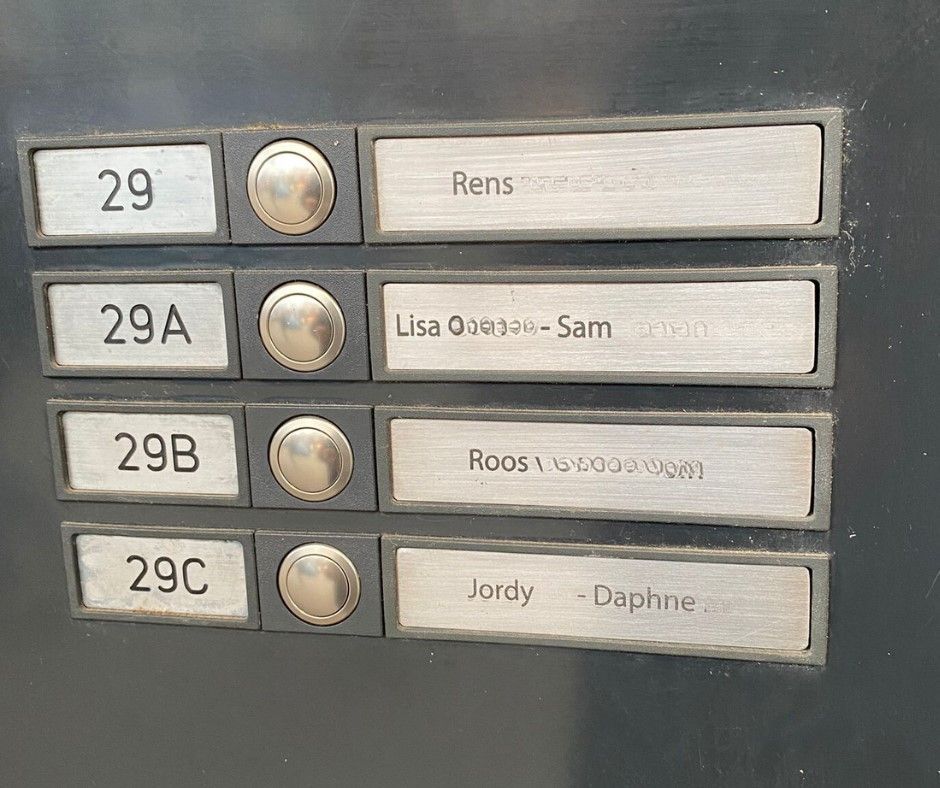 29 Rens
29A Lisa - Sam
29B Roos
29C Jordy - Daphne